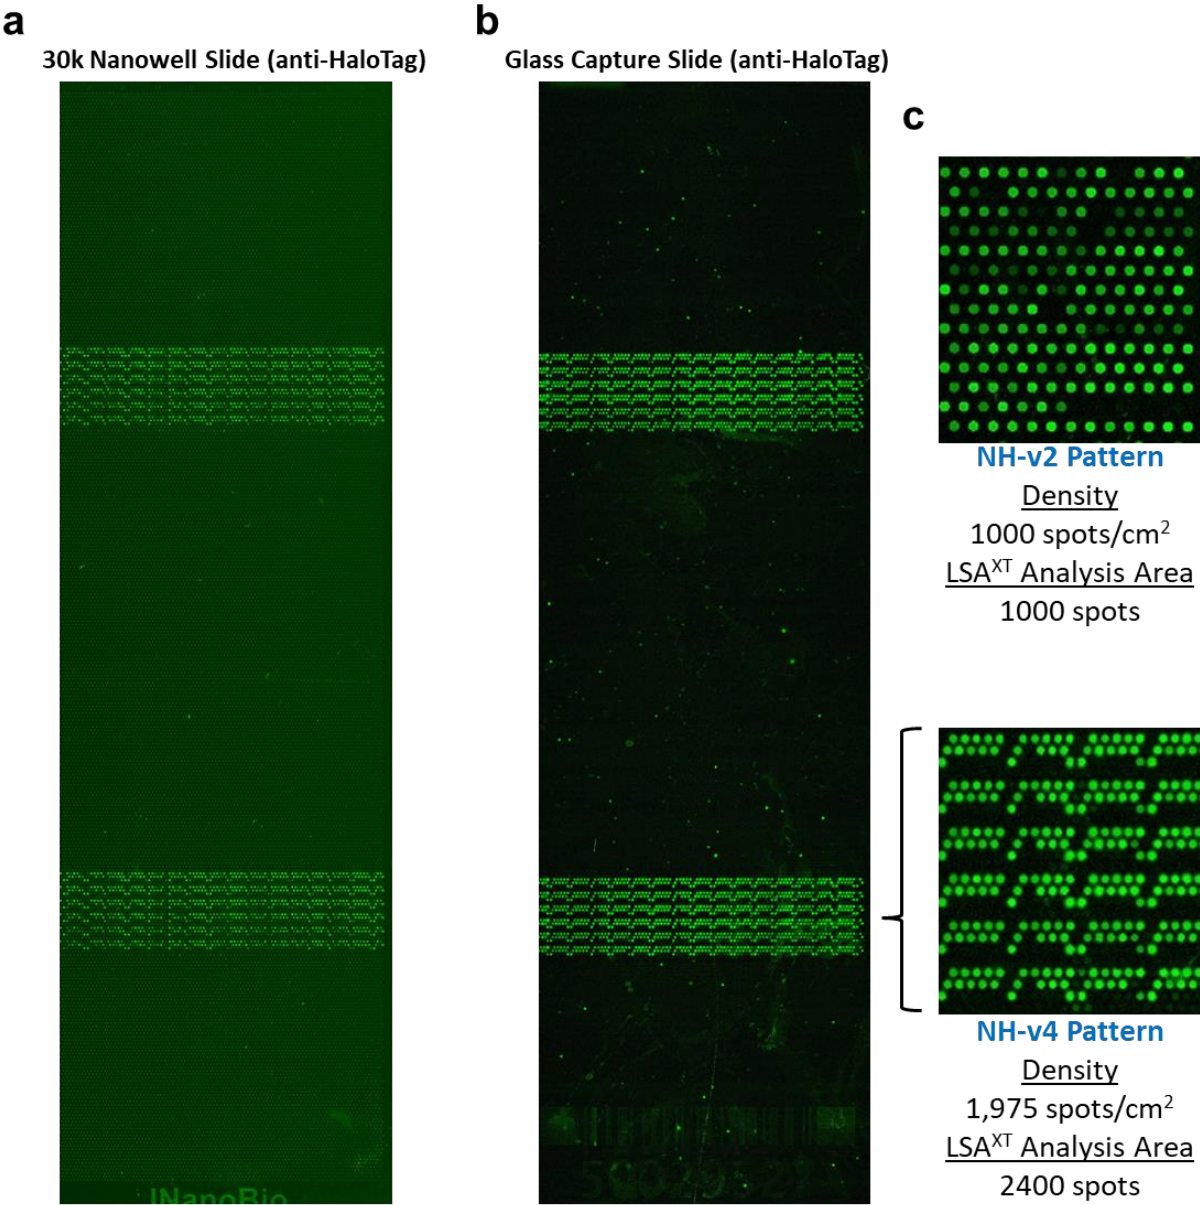 a
30k Nanowell Slide (anti-HaloTag)
INanoBio
b
Glass Capture Slide (anti-HaloTag)
c
NH-v2 Pattern
Density
1000 spots/cm²
LSAˣᵀ Analysis Area
1000 spots
NH-v4 Pattern
Density
1,975 spots/cm²
LSAˣᵀ Analysis Area
2400 spots